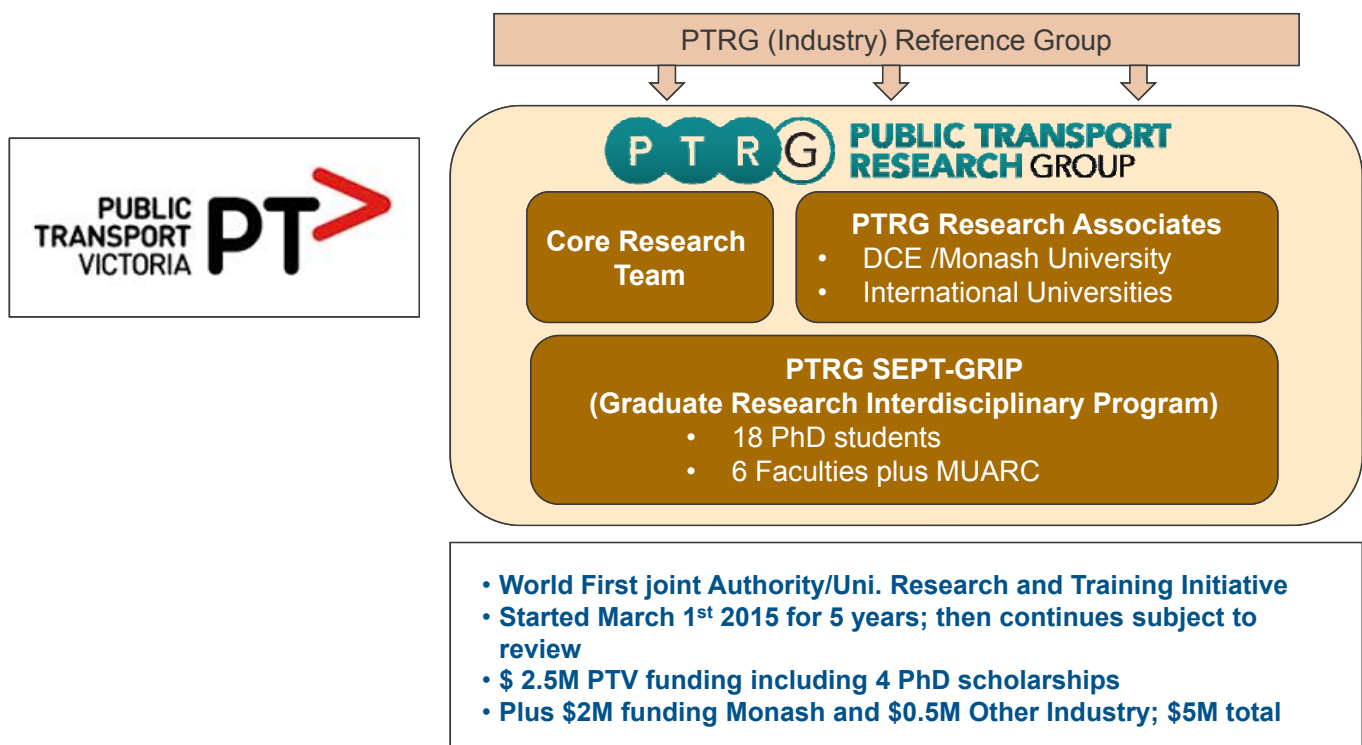 PTRG (Industry) Reference Group
PUBLIC
TRANSPORT
VICTORIA
PT>
PTRG
PUBLIC TRANSPORT
RESEARCH GROUP
Core Research
Team
PTRG Research Associates
• DCE /Monash University
• International Universities
PTRG SEPT-GRIP
(Graduate Research Interdisciplinary Program)
• 18 PhD students
• 6 Faculties plus MUARC
• World First joint Authority/Uni. Research and Training Initiative
• Started March 1st 2015 for 5 years; then continues subject to
review
• $ 2.5M PTV funding including 4 PhD scholarships
• Plus $2M funding Monash and $0.5M Other Industry; $5M total